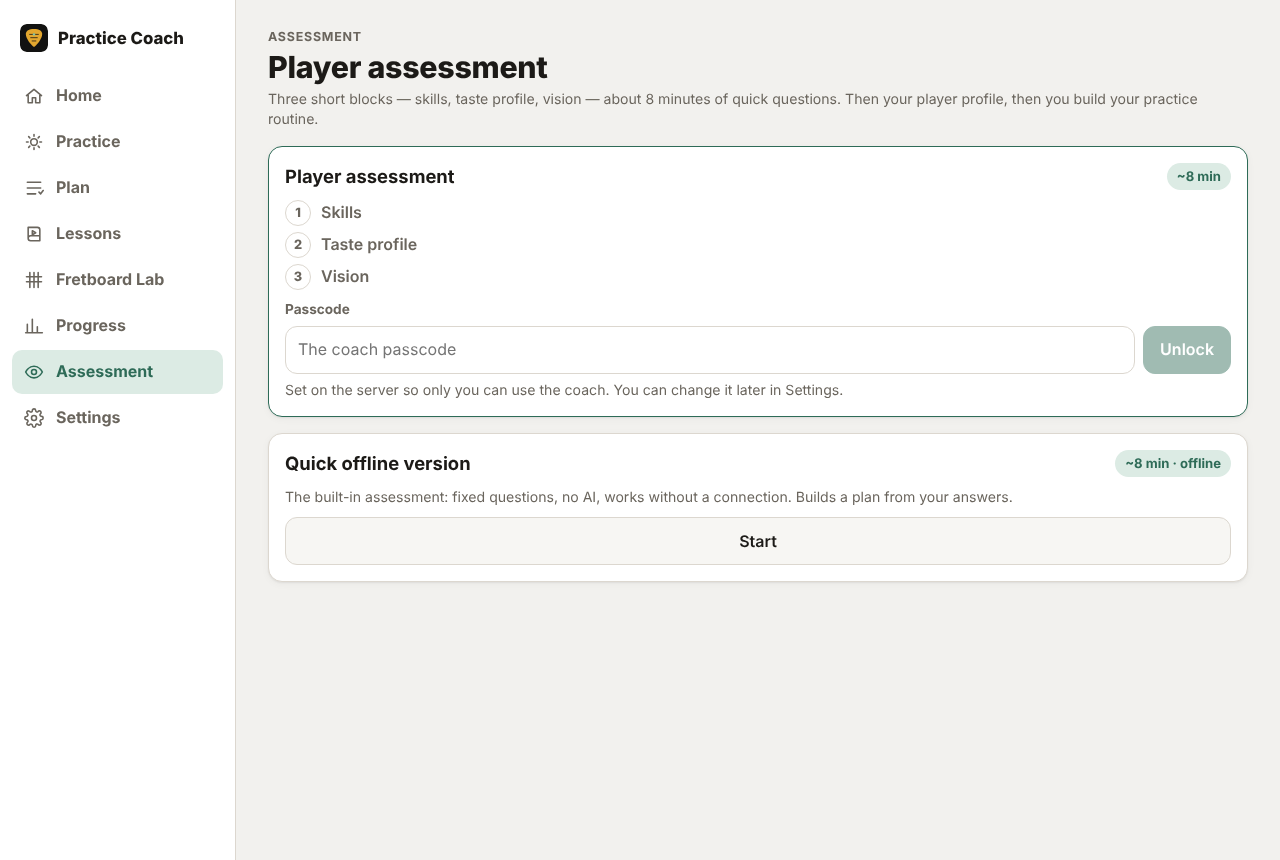 Practice Coach
Home
Practice
Plan
Lessons
Fretboard Lab
Progress
Assessment
Settings
ASSESSMENT
Player assessment
Three short blocks — skills, taste profile, vision — about 8 minutes of quick questions. Then your player profile, then you build your practice
routine.
Player assessment
~8 min
1 Skills
2 Taste profile
3 Vision
Passcode
The coach passcode
Unlock
Set on the server so only you can use the coach. You can change it later in Settings.
Quick offline version
~8 min · offline
The built-in assessment: fixed questions, no AI, works without a connection. Builds a plan from your answers.
Start